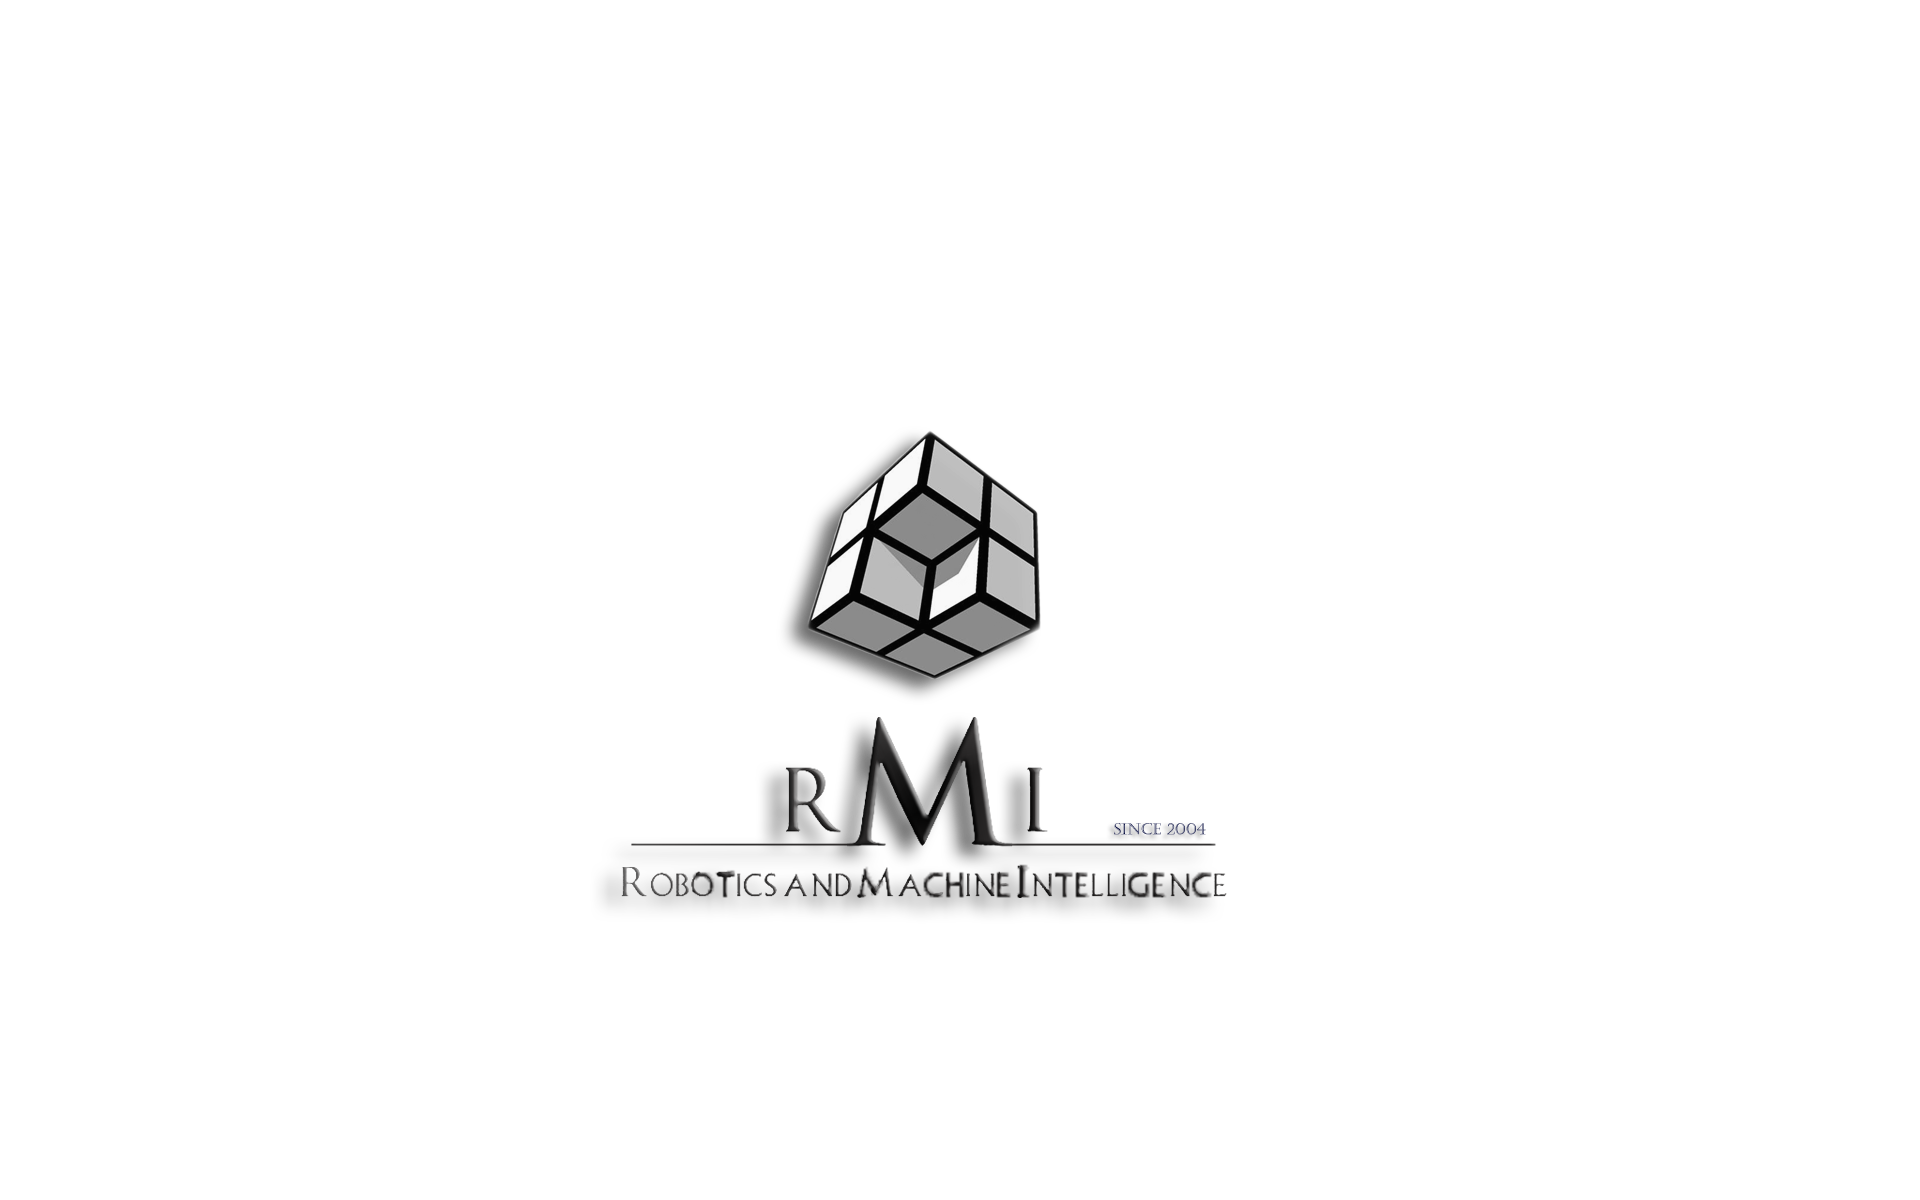 RMI
SINCE 2004
ROBOTICS AND MACHINE INTELLIGENCE